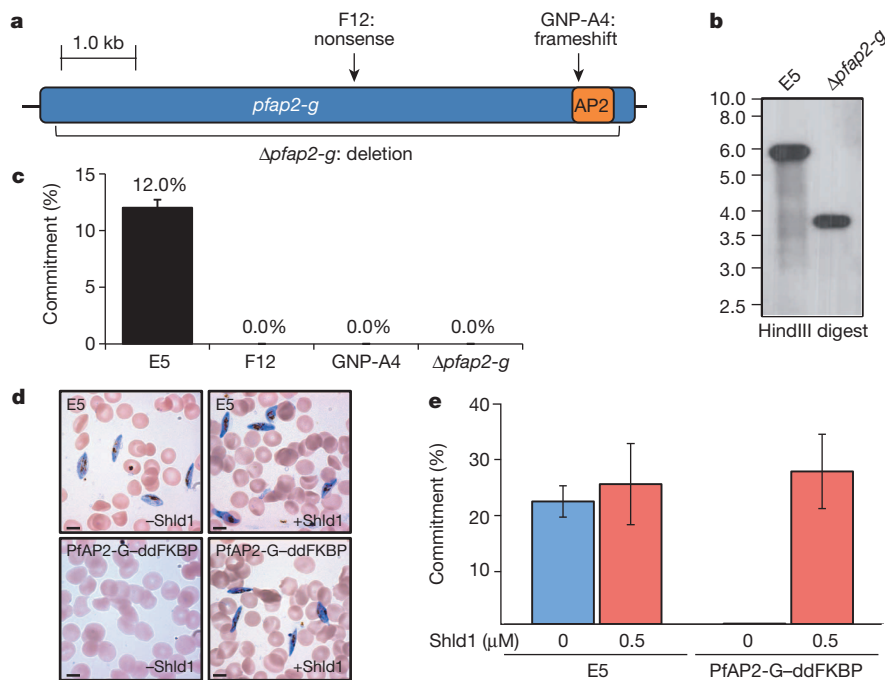 a
1.0 kb
F12:
nonsense
GNP-A4:
frameshift
pfap2-g
AP2
Δpfap2-g: deletion
b
E5
Δpfap2-g
10.0
8.0
6.0
5.0
4.0
3.5
3.0
2.5
HindIII digest
c
Commitment (%)
15
10
5
0
12.0%
0.0%
0.0%
0.0%
E5
F12
GNP-A4
Δpfap2-g
d
E5
–Shld1
E5
+Shld1
PfAP2-G–ddFKBP
–Shld1
PfAP2-G–ddFKBP
+Shld1
e
Commitment (%)
40
30
20
10
Shld1 (μM)
0
0.5
0
0.5
E5
PfAP2-G–ddFKBP